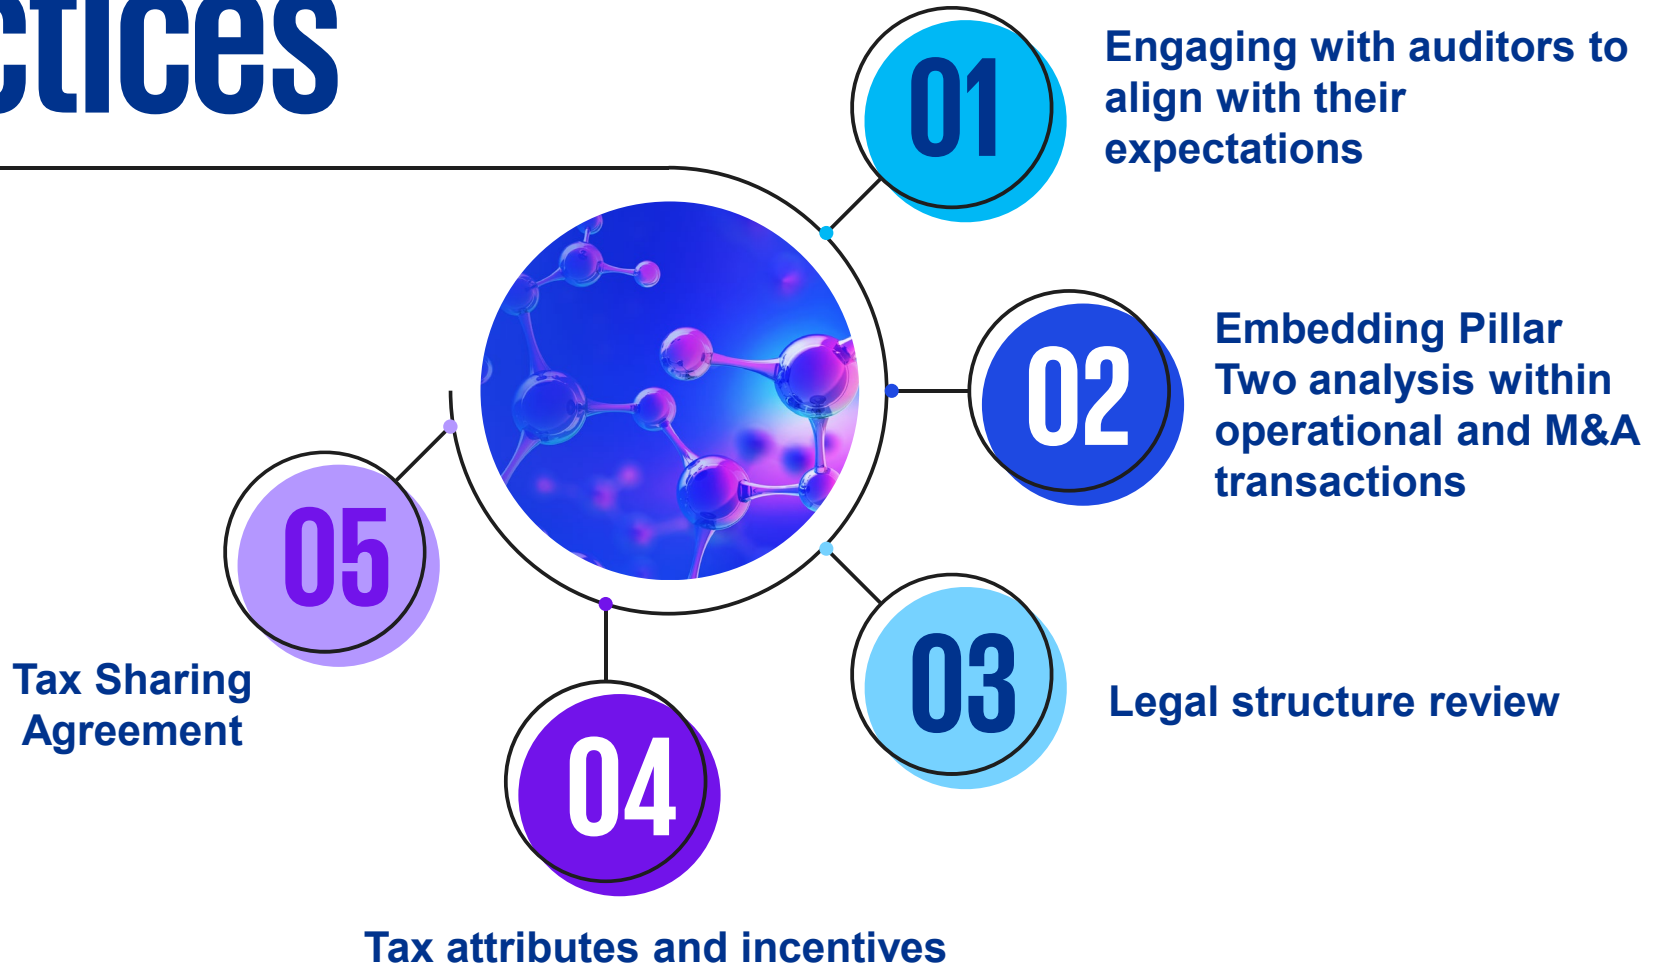 ctices
01
Engaging with auditors to
align with their
expectations
02
Embedding Pillar
Two analysis within
operational and M&A
transactions
03
Legal structure review
04
Tax attributes and incentives
05
Tax Sharing
Agreement